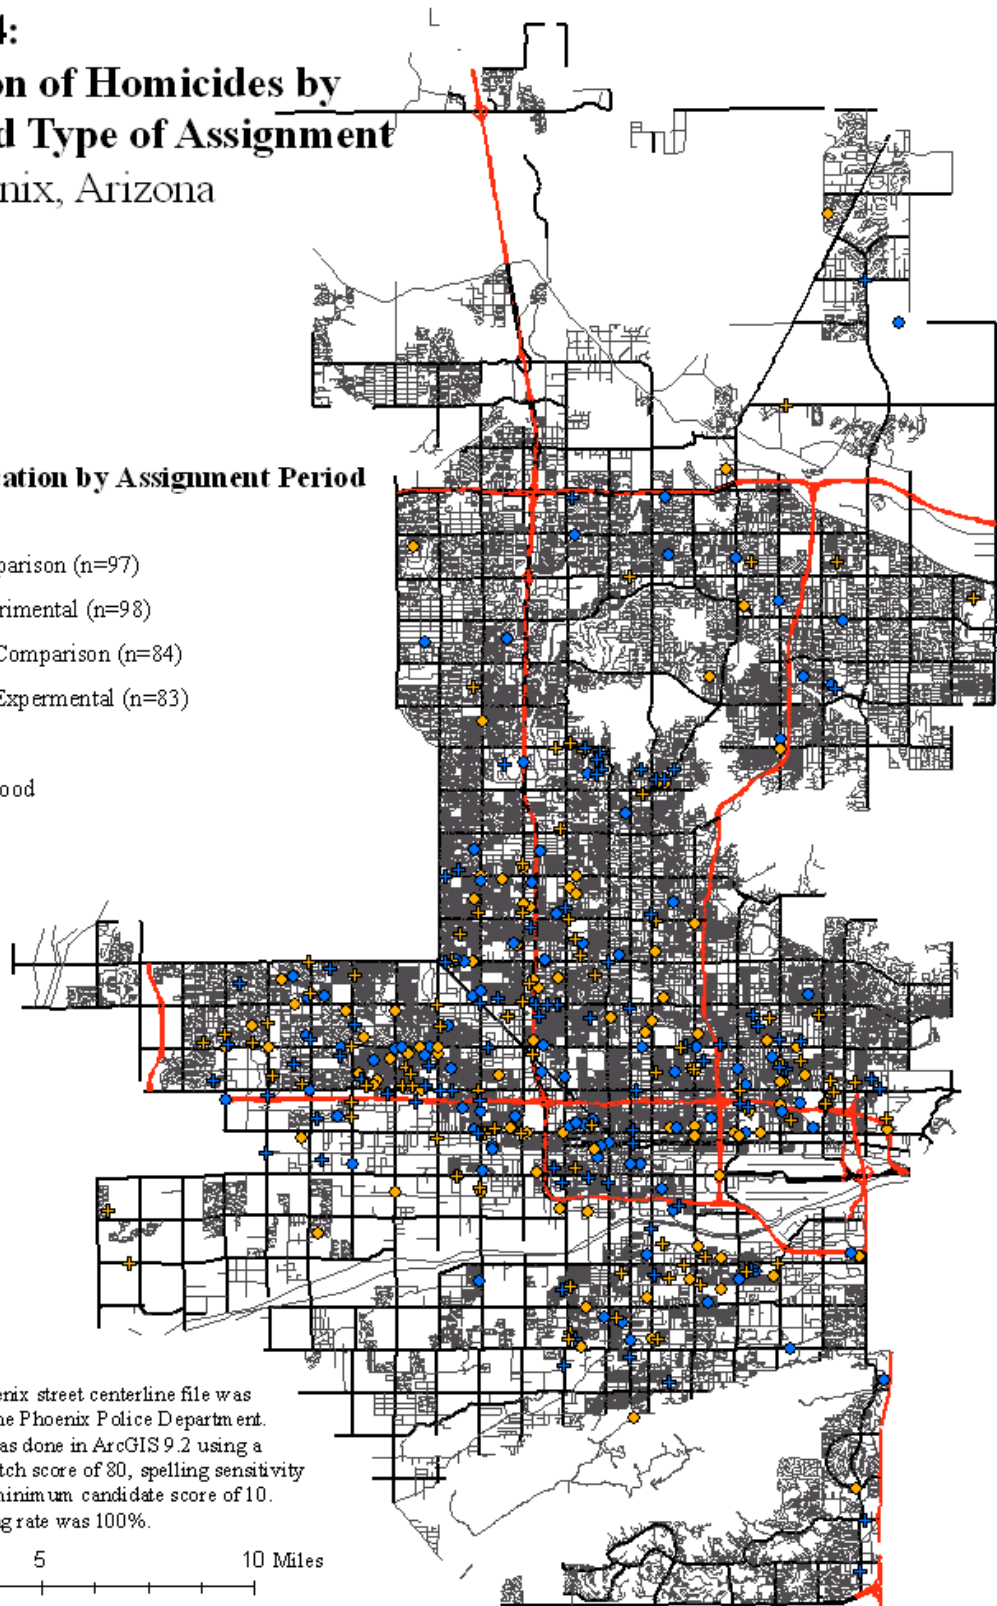 4:
on of Homicides by
d Type of Assignment
nix, Arizona
cation by Assignment Period
parison (n=97)
rimental (n=98)
Comparison (n=84)
Expermental (n=83)
ood
enix street centerline file was
he Phoenix Police Department.
as done in ArcGIS 9.2 using a
tch score of 80, spelling sensitivity
minimum candidate score of 10.
g rate was 100%.
5 10 Miles